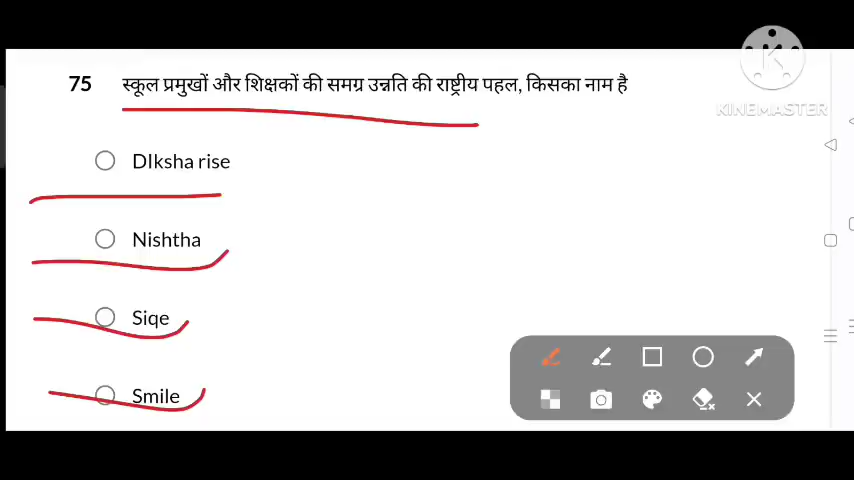 75 स्कूल प्रमुखों और शिक्षकों की समग्र उन्नति की राष्ट्रीय पहल, किसका नाम है
KINEMASTER
DIksha rise
Nishtha
Siqe
Smile